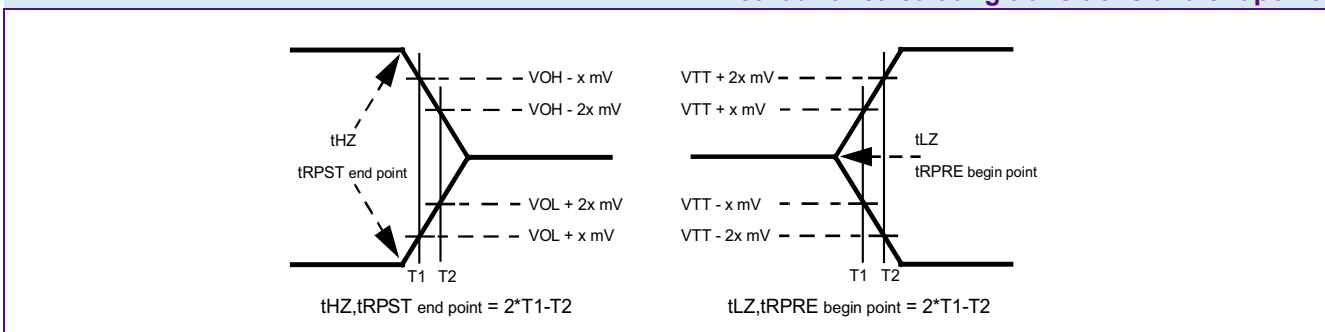 VOH - x mV
VOH - 2x mV
tHZ
tRPST end point
VOL + 2x mV
VOL + x mV
T1 T2
tHZ,tRPST end point = 2*T1-T2
VTT + 2x mV
VTT + x mV
tLZ
tRPRE begin point
VTT - x mV
VTT - 2x mV
T1 T2
tLZ,tRPRE begin point = 2*T1-T2